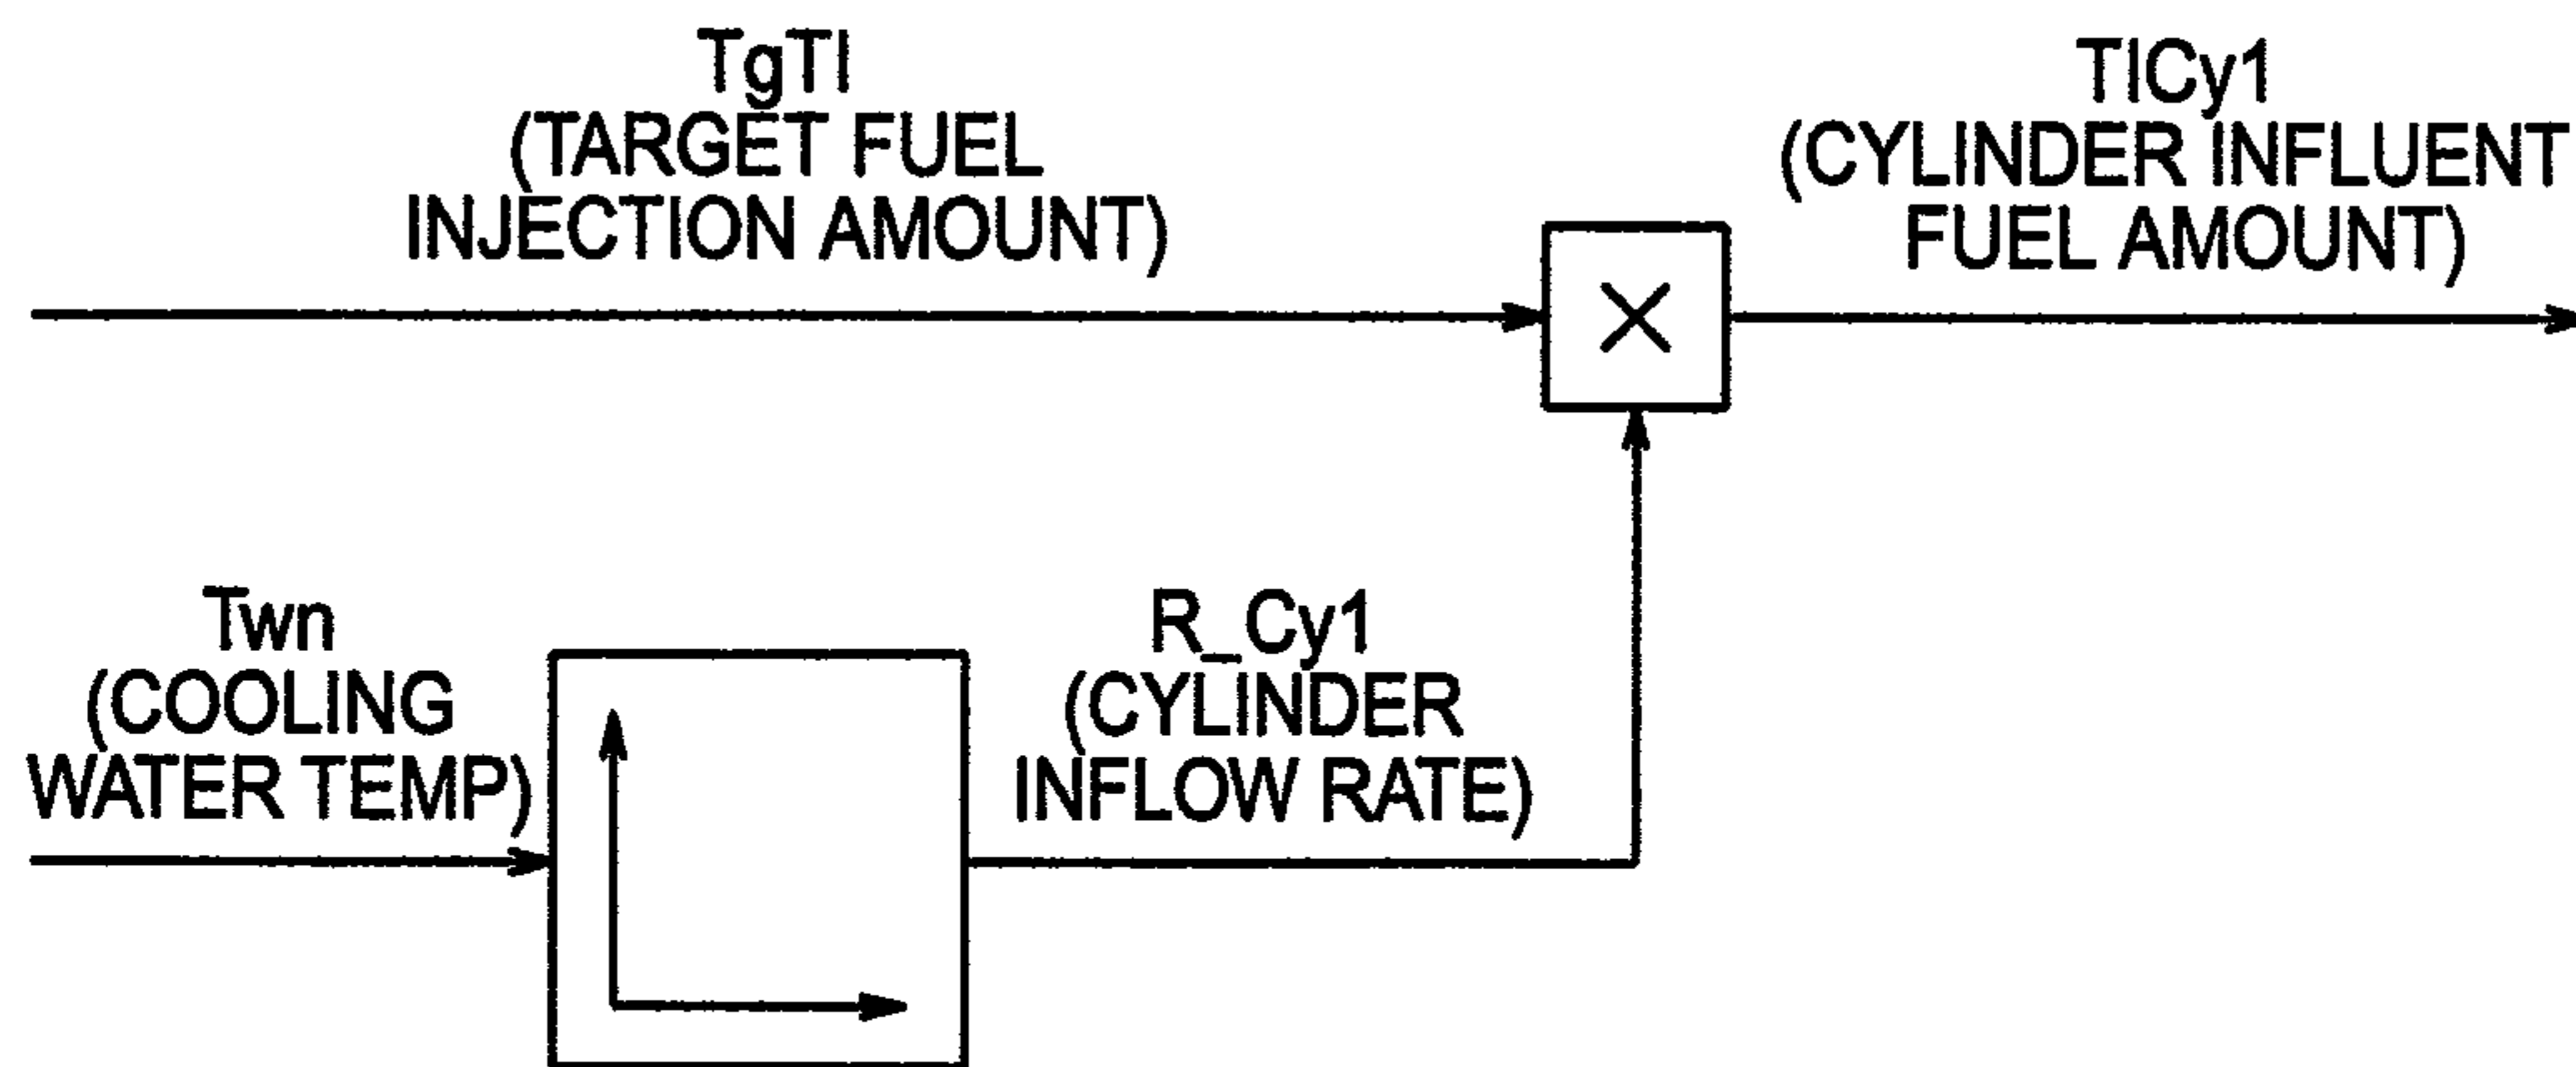 TgTI
(TARGET FUEL
INJECTION AMOUNT)
TICy1
(CYLINDER INFLUENT
FUEL AMOUNT)
×
Twn
(COOLING
WATER TEMP)
R_Cy1
(CYLINDER
INFLOW RATE)